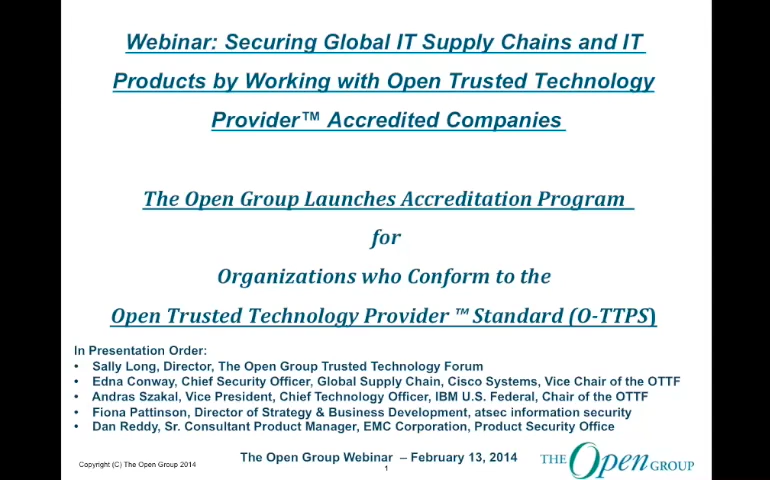 Webinar: Securing Global IT Supply Chains and IT
Products by Working with Open Trusted Technology
Provider™ Accredited Companies
The Open Group Launches Accreditation Program
for
Organizations who Conform to the
Open Trusted Technology Provider ™ Standard (O-TTPS)
In Presentation Order:
• Sally Long, Director, The Open Group Trusted Technology Forum
• Edna Conway, Chief Security Officer, Global Supply Chain, Cisco Systems, Vice Chair of the OTTF
• Andras Szakal, Vice President, Chief Technology Officer, IBM U.S. Federal, Chair of the OTTF
• Fiona Pattinson, Director of Strategy & Business Development, atsec information security
• Dan Reddy, Sr. Consultant Product Manager, EMC Corporation, Product Security Office
Copyright (C) The Open Group 2014
The Open Group Webinar – February 13, 2014
1
THE Open GROUP